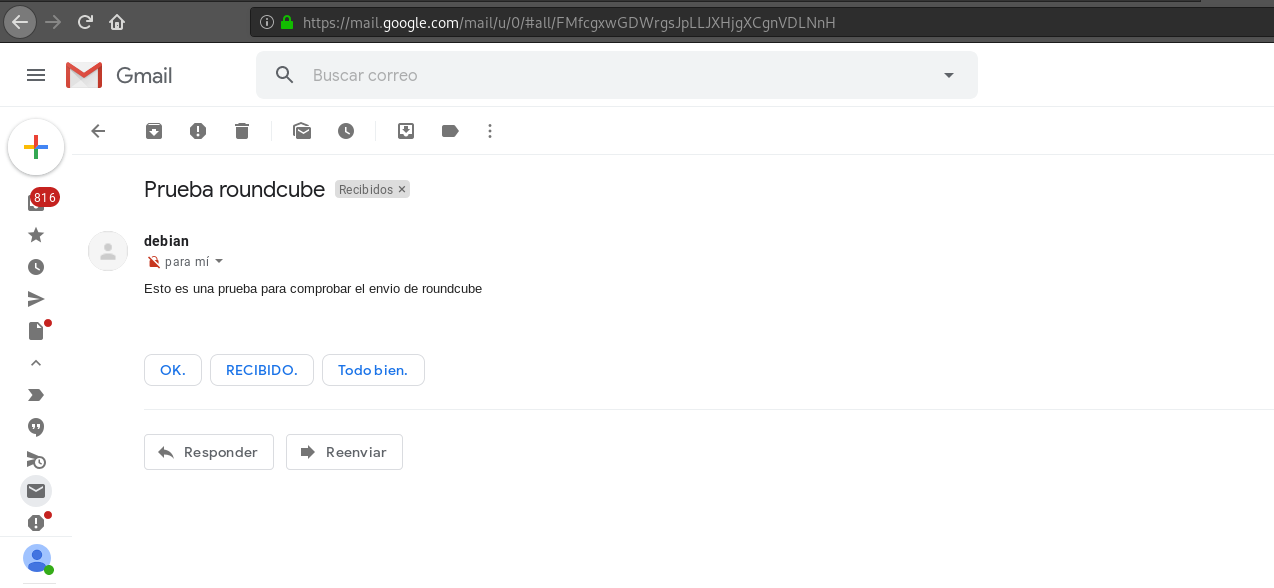 https://mail.google.com/mail/u/0/#all/FMfcgxwGDWrgsJpLLJXHjgXCgnVDLNnH
Gmail
Buscar correo
Prueba roundcube Recibidos ×
816
debian
para mí
Esto es una prueba para comprobar el envio de roundcube
OK. RECIBIDO. Todo bien.
Responder Reenviar